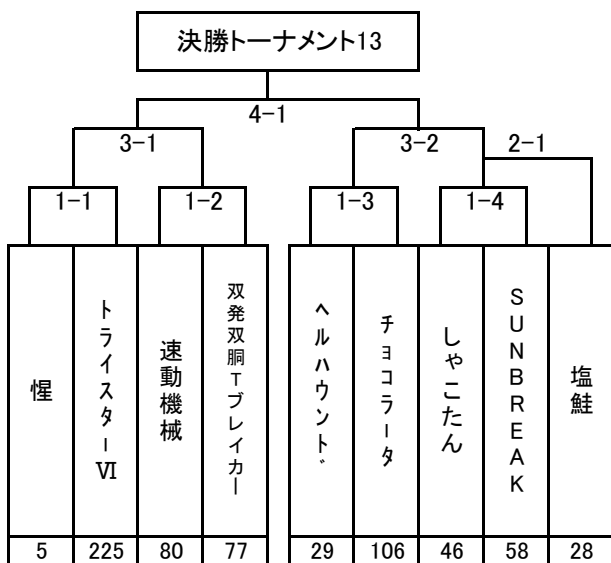 決勝トーナメント13
4-1
3-1
3-2
2-1
1-1
1-2
1-3
1-4
惺
トライスターⅥ
速動機械
双発双胴Tブレイカー
ヘルハウンド
チョコラータ
しゃこたん
SUNBREAK
塩鮭
5
225
80
77
29
106
46
58
28